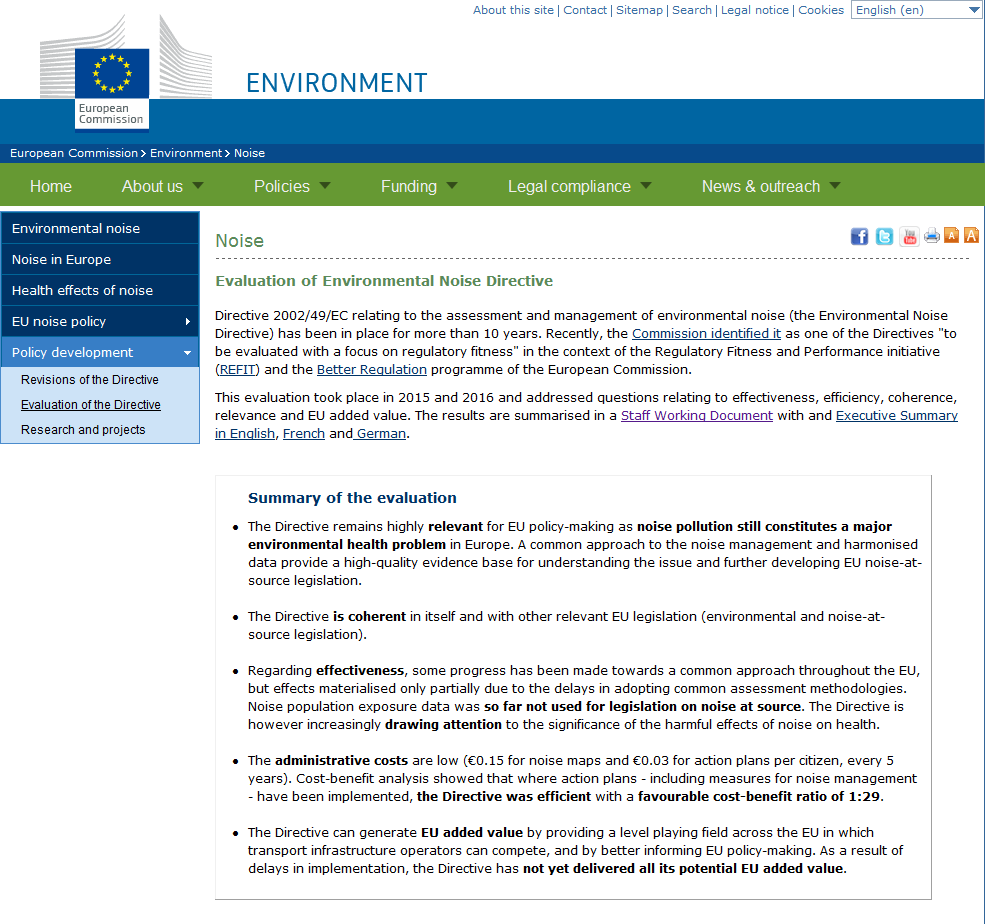 About this site | Contact | Sitemap | Search | Legal notice | Cookies English (en)
European
Commission
ENVIRONMENT
European Commission > Environment > Noise
Home About us Policies Funding Legal compliance News & outreach
Environmental noise
Noise in Europe
Health effects of noise
EU noise policy
Policy development
Revisions of the Directive
Evaluation of the Directive
Research and projects
Noise
f t You Tube A A
Evaluation of Environmental Noise Directive
Directive 2002/49/EC relating to the assessment and management of environmental noise (the Environmental Noise
Directive) has been in place for more than 10 years. Recently, the Commission identified it as one of the Directives "to
be evaluated with a focus on regulatory fitness" in the context of the Regulatory Fitness and Performance initiative
(REFIT) and the Better Regulation programme of the European Commission.
This evaluation took place in 2015 and 2016 and addressed questions relating to effectiveness, efficiency, coherence,
relevance and EU added value. The results are summarised in a Staff Working Document with and Executive Summary
in English, French and German.
Summary of the evaluation
• The Directive remains highly relevant for EU policy-making as noise pollution still constitutes a major
environmental health problem in Europe. A common approach to the noise management and harmonised
data provide a high-quality evidence base for understanding the issue and further developing EU noise-at-
source legislation.
• The Directive is coherent in itself and with other relevant EU legislation (environmental and noise-at-
source legislation).
• Regarding effectiveness, some progress has been made towards a common approach throughout the EU,
but effects materialised only partially due to the delays in adopting common assessment methodologies.
Noise population exposure data was so far not used for legislation on noise at source. The Directive is
however increasingly drawing attention to the significance of the harmful effects of noise on health.
• The administrative costs are low (€0.15 for noise maps and €0.03 for action plans per citizen, every 5
years). Cost-benefit analysis showed that where action plans - including measures for noise management
- have been implemented, the Directive was efficient with a favourable cost-benefit ratio of 1:29.
• The Directive can generate EU added value by providing a level playing field across the EU in which
transport infrastructure operators can compete, and by better informing EU policy-making. As a result of
delays in implementation, the Directive has not yet delivered all its potential EU added value.